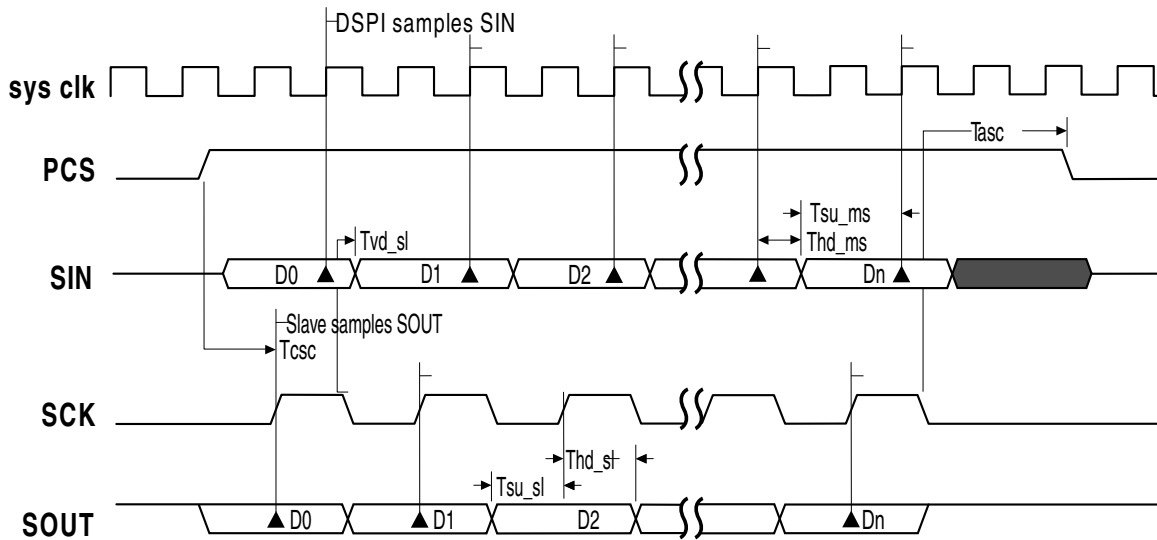 DSPI samples SIN
sys clk
Tasc
PCS
Tsu_ms
Tvd_sl
Thd_ms
SIN
D0
D1
D2
Dn
Slave samples SOUT
Tcsc
SCK
Thd_sl
Tsu_sl
SOUT
D0
D1
D2
Dn